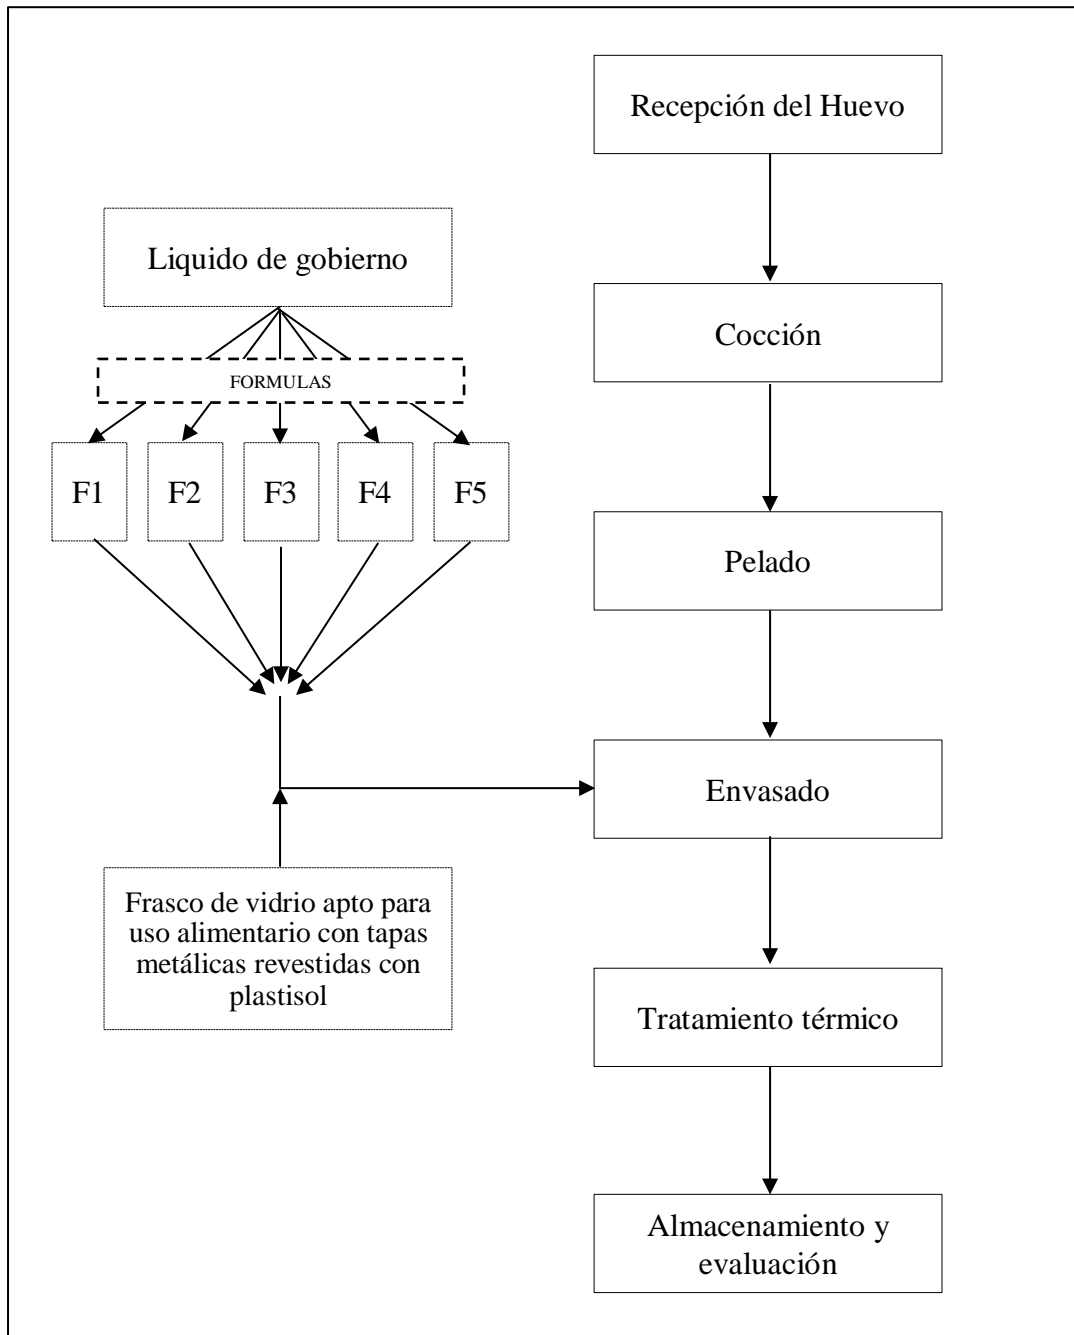 Recepción del Huevo
Liquido de gobierno
Cocción
FORMULAS
F1
F2
F3
F4
F5
Pelado
Envasado
Frasco de vidrio apto para
uso alimentario con tapas
metálicas revestidas con
plastisol
Tratamiento térmico
Almacenamiento y
evaluación